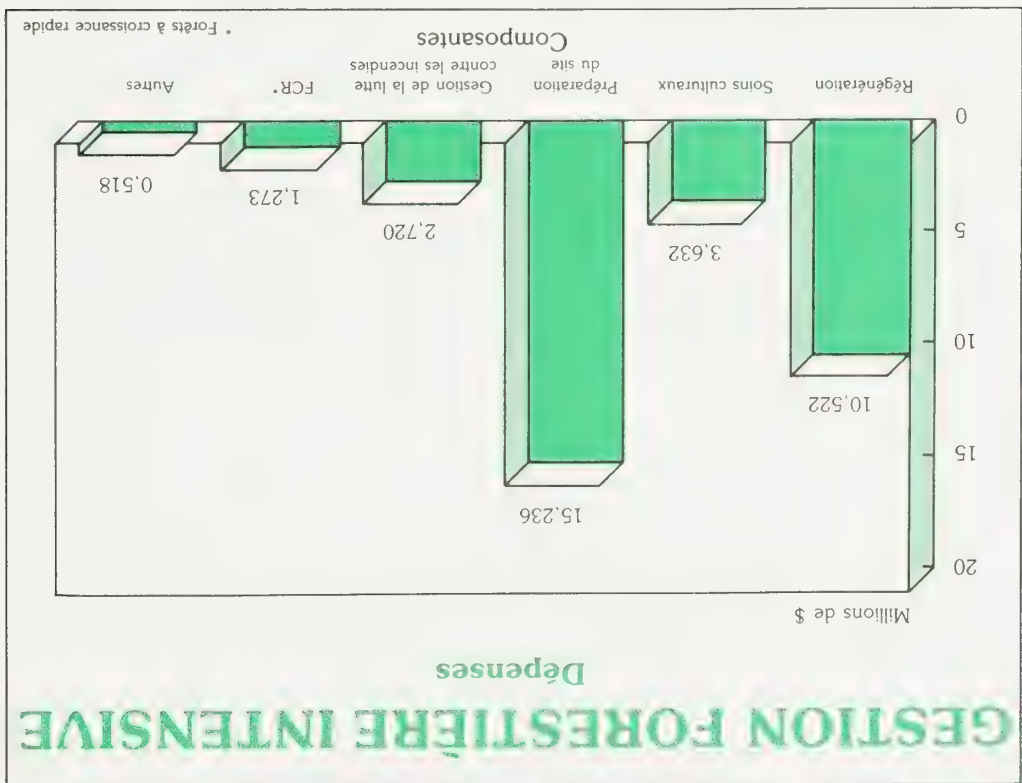 GESTION FORESTIÈRE INTENSIVE
Dépenses
Millions de $
20
15
10
5
0
10,522
3,632
15,236
2,720
1,273
0,518
Régénération
Soins culturaux
Préparation
du site
Gestion de la lutte
contre les incendies
FCR*
Autres
Composantes
* Forêts à croissance rapide